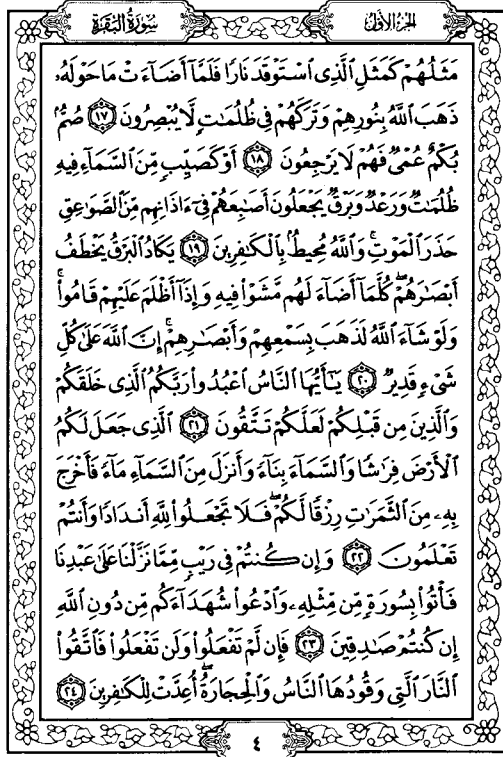 سُورَةُ البَقَرَةِ
الجُزءُ الأَوَّلُ
مَثَلُهُمْ كَمَثَلِ ٱلَّذِى ٱسْتَوْقَدَ نَارًا فَلَمَّآ أَضَآءَتْ مَا حَوْلَهُۥ
ذَهَبَ ٱللَّهُ بِنُورِهِمْ وَتَرَكَهُمْ فِى ظُلُمَٰتٍ لَّا يُبْصِرُونَ ١٧ صُمٌّۢ
بُكْمٌ عُمْىٌ فَهُمْ لَا يَرْجِعُونَ ١٨ أَوْ كَصَيِّبٍ مِّنَ ٱلسَّمَآءِ فِيهِ
ظُلُمَٰتٌ وَرَعْدٌ وَبَرْقٌ يَجْعَلُونَ أَصَٰبِعَهُمْ فِىٓ ءَاذَانِهِم مِّنَ ٱلصَّوَٰعِقِ
حَذَرَ ٱلْمَوْتِ ۚ وَٱللَّهُ مُحِيطٌۢ بِٱلْكَٰفِرِينَ ١٩ يَكَادُ ٱلْبَرْقُ يَخْطَفُ
أَبْصَٰرَهُمْ ۖ كُلَّمَآ أَضَآءَ لَهُم مَّشَوْا۟ فِيهِ وَإِذَآ أَظْلَمَ عَلَيْهِمْ قَامُوا۟ ۚ
وَلَوْ شَآءَ ٱللَّهُ لَذَهَبَ بِسَمْعِهِمْ وَأَبْصَٰرِهِمْ ۚ إِنَّ ٱللَّهَ عَلَىٰ كُلِّ
شَىْءٍ قَدِيرٌ ٢٠ يَٰٓأَيُّهَا ٱلنَّاسُ ٱعْبُدُوا۟ رَبَّكُمُ ٱلَّذِى خَلَقَكُمْ
وَٱلَّذِينَ مِن قَبْلِكُمْ لَعَلَّكُمْ تَتَّقُونَ ٢١ ٱلَّذِى جَعَلَ لَكُمُ
ٱلْأَرْضَ فِرَٰشًا وَٱلسَّمَآءَ بِنَآءً وَأَنزَلَ مِنَ ٱلسَّمَآءِ مَآءً فَأَخْرَجَ
بِهِۦ مِنَ ٱلثَّمَرَٰتِ رِزْقًا لَّكُمْ ۖ فَلَا تَجْعَلُوا۟ لِلَّهِ أَندَادًا وَأَنتُمْ
تَعْلَمُونَ ٢٢ وَإِن كُنتُمْ فِى رَيْبٍ مِّمَّا نَزَّلْنَا عَلَىٰ عَبْدِنَا
فَأْتُوا۟ بِسُورَةٍ مِّن مِّثْلِهِۦ وَٱدْعُوا۟ شُهَدَآءَكُم مِّن دُونِ ٱللَّهِ
إِن كُنتُمْ صَٰدِقِينَ ٢٣ فَإِن لَّمْ تَفْعَلُوا۟ وَلَن تَفْعَلُوا۟ فَٱتَّقُوا۟
ٱلنَّارَ ٱلَّتِى وَقُودُهَا ٱلنَّاسُ وَٱلْحِجَارَةُ ۖ أُعِدَّتْ لِلْكَٰفِرِينَ ٢٤
٤